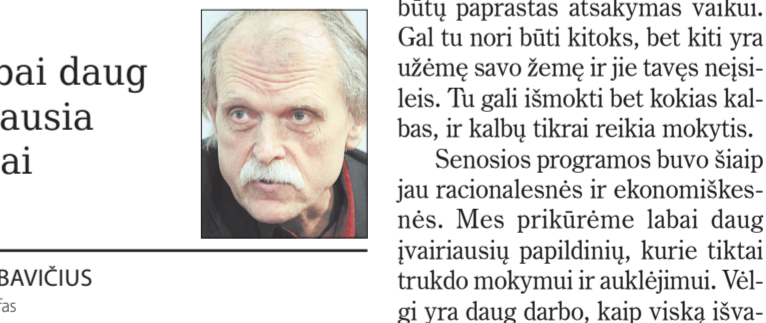 bai daug
ausia
ai
BAVIČIUS
fas
būtų paprastas atsakymas vaikui.
Gal tu nori būti kitoks, bet kiti yra
užėmę savo žemę ir jie tavęs neįsi-
leis. Tu gali išmokti bet kokias kal-
bas, ir kalbų tikrai reikia mokytis.
Senosios programos buvo šiaip
jau racionalesnės ir ekonomiškes-
nės. Mes prikūrėme labai daug
įvairiausių papildinių, kurie tiktai
trukdo mokymui ir auklėjimui. Vėl-
gi yra daug darbo, kaip viską išva-